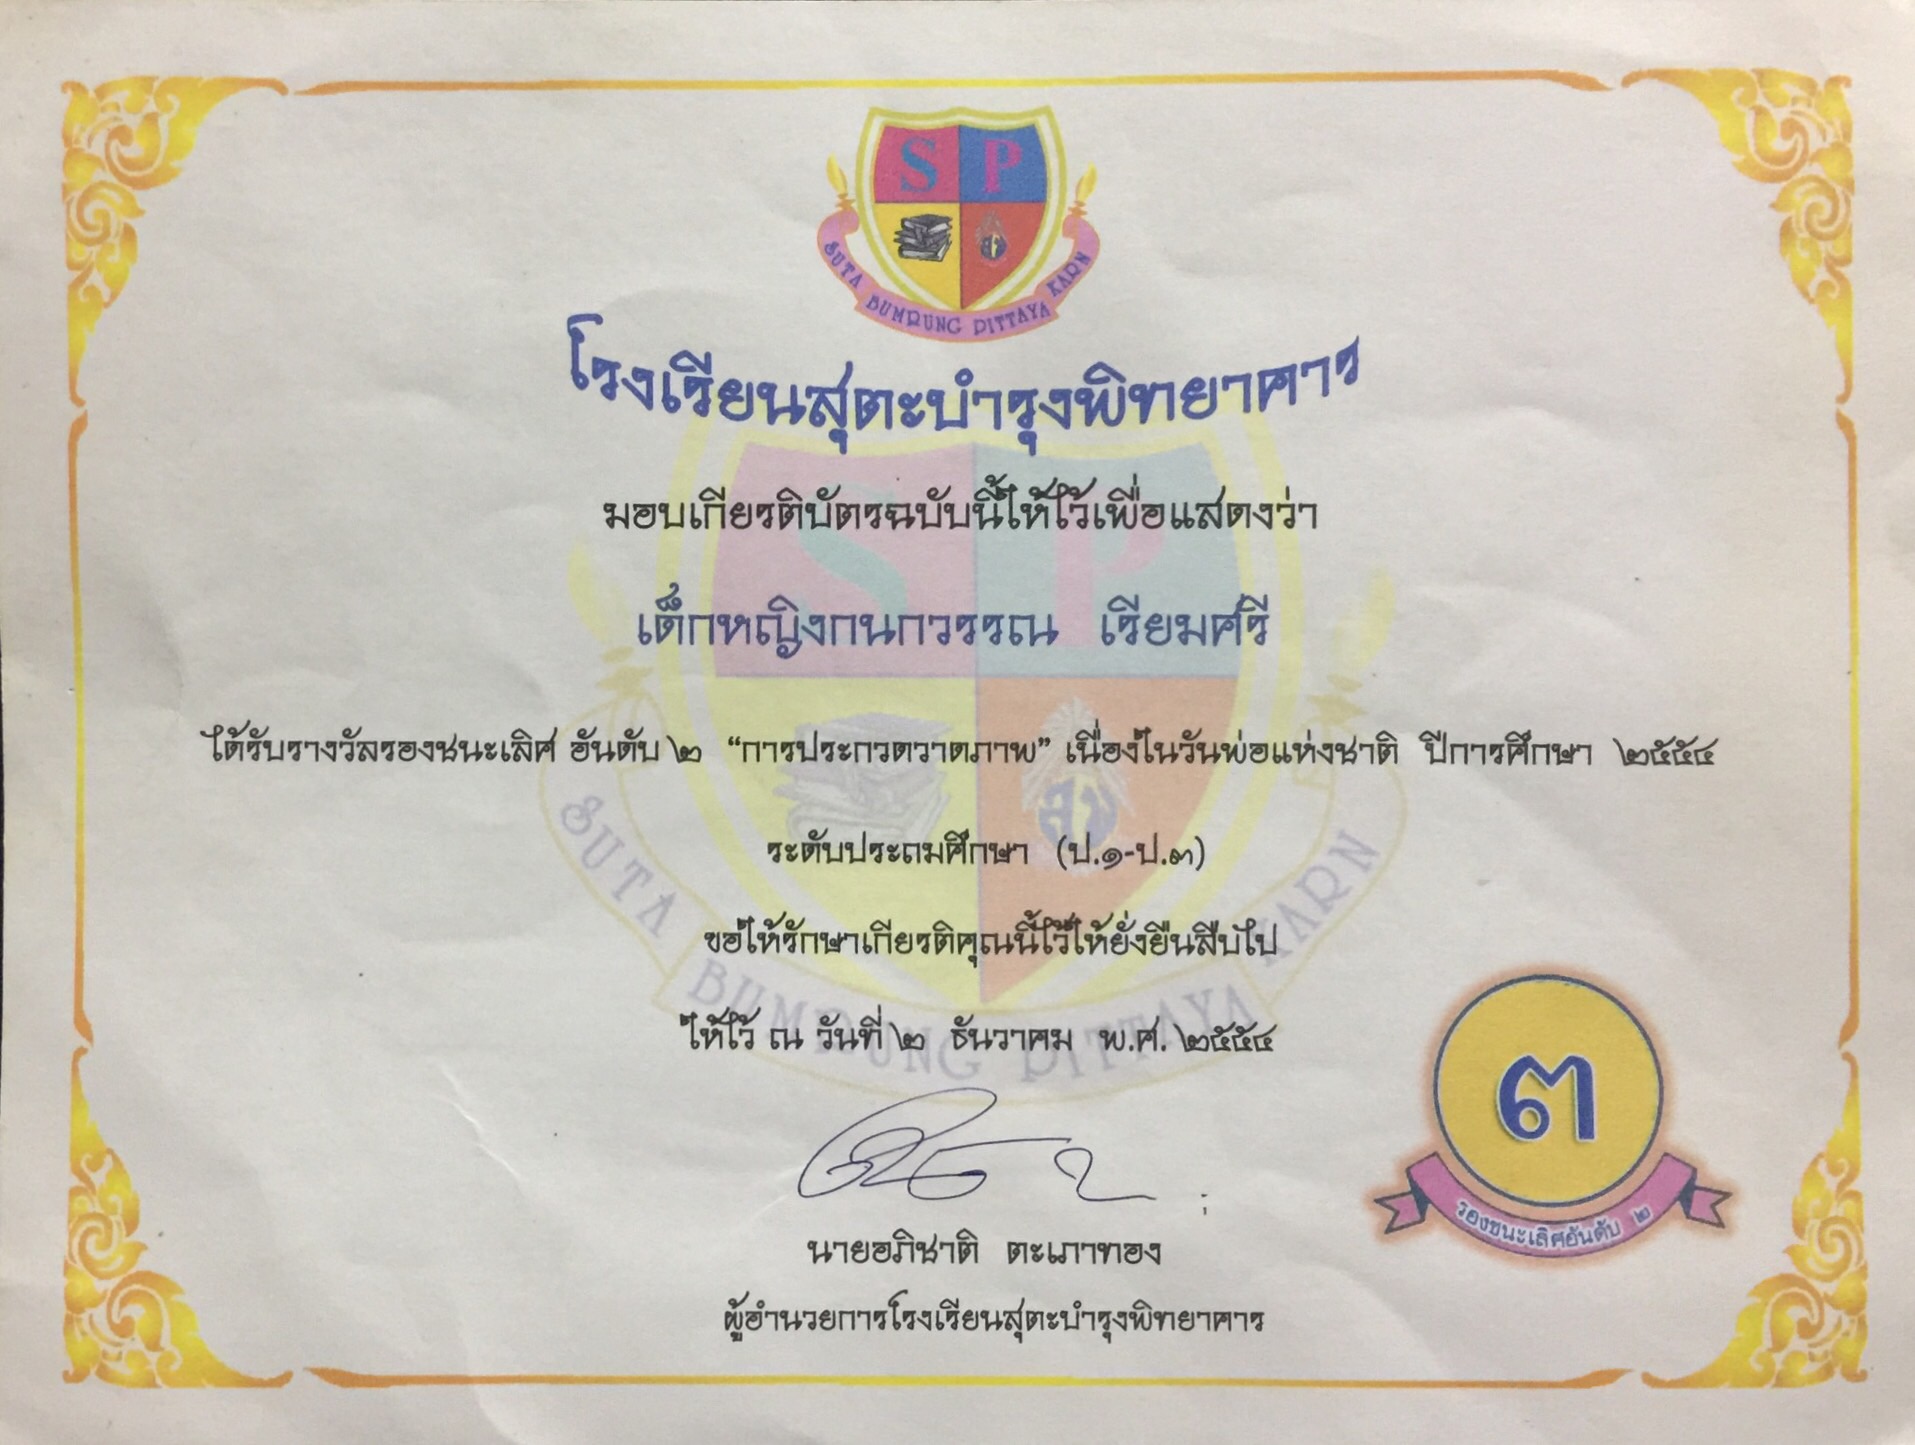 S P
SUTA BUMRUNG PITTAYA KARN
โรงเรียนสุตะบำรุงพิทยาคาร
มอบเกียรติบัตรฉบับนี้ให้ไว้เพื่อแสดงว่า
เด็กหญิงกนกวรรณ เรียมศรี
ได้รับรางวัลรองชนะเลิศ อันดับ ๒ “การประกวดวาดภาพ” เนื่องในวันพ่อแห่งชาติ ปีการศึกษา ๒๕๕๔
ระดับประถมศึกษา (ป.๑-ป.๓)
ขอให้รักษาเกียรติคุณนี้ไว้ให้ยั่งยืนสืบไป
ให้ไว้ ณ วันที่ ๒ ธันวาคม พ.ศ. ๒๕๕๔
นายอภิชาติ ตะเภาทอง
ผู้อำนวยการโรงเรียนสุตะบำรุงพิทยาคาร
๓
รองชนะเลิศอันดับ ๒